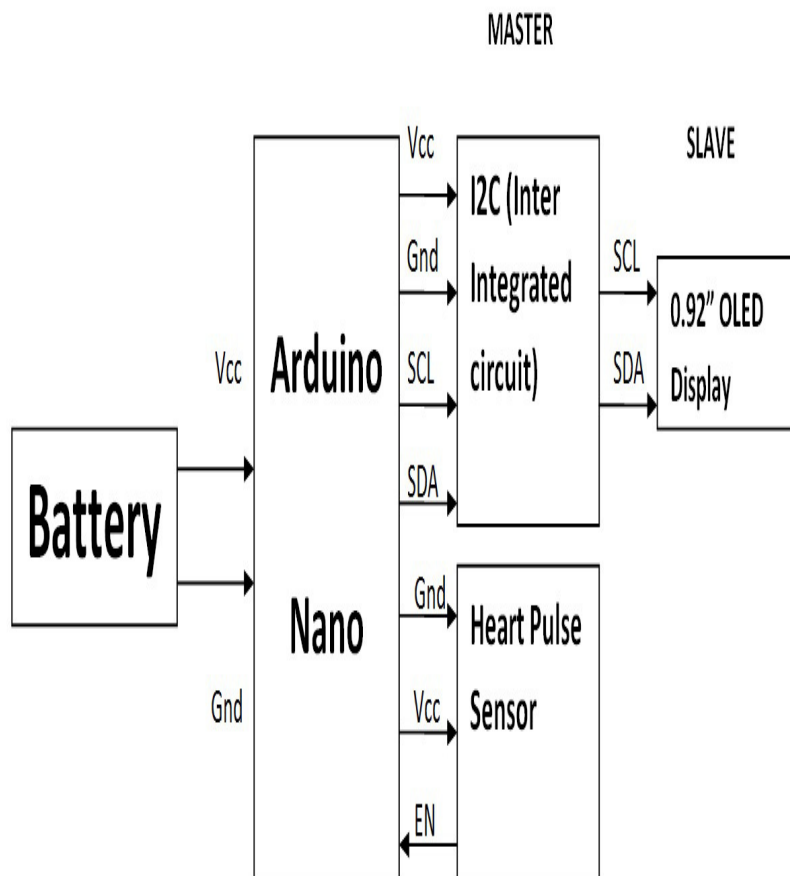 MASTER
SLAVE
Battery
Vcc
Gnd
Arduino
Nano
Vcc
Gnd
SCL
SDA
I2C (Inter
Integrated
circuit)
SCL
SDA
0.92” OLED
Display
Gnd
Vcc
EN
Heart Pulse
Sensor